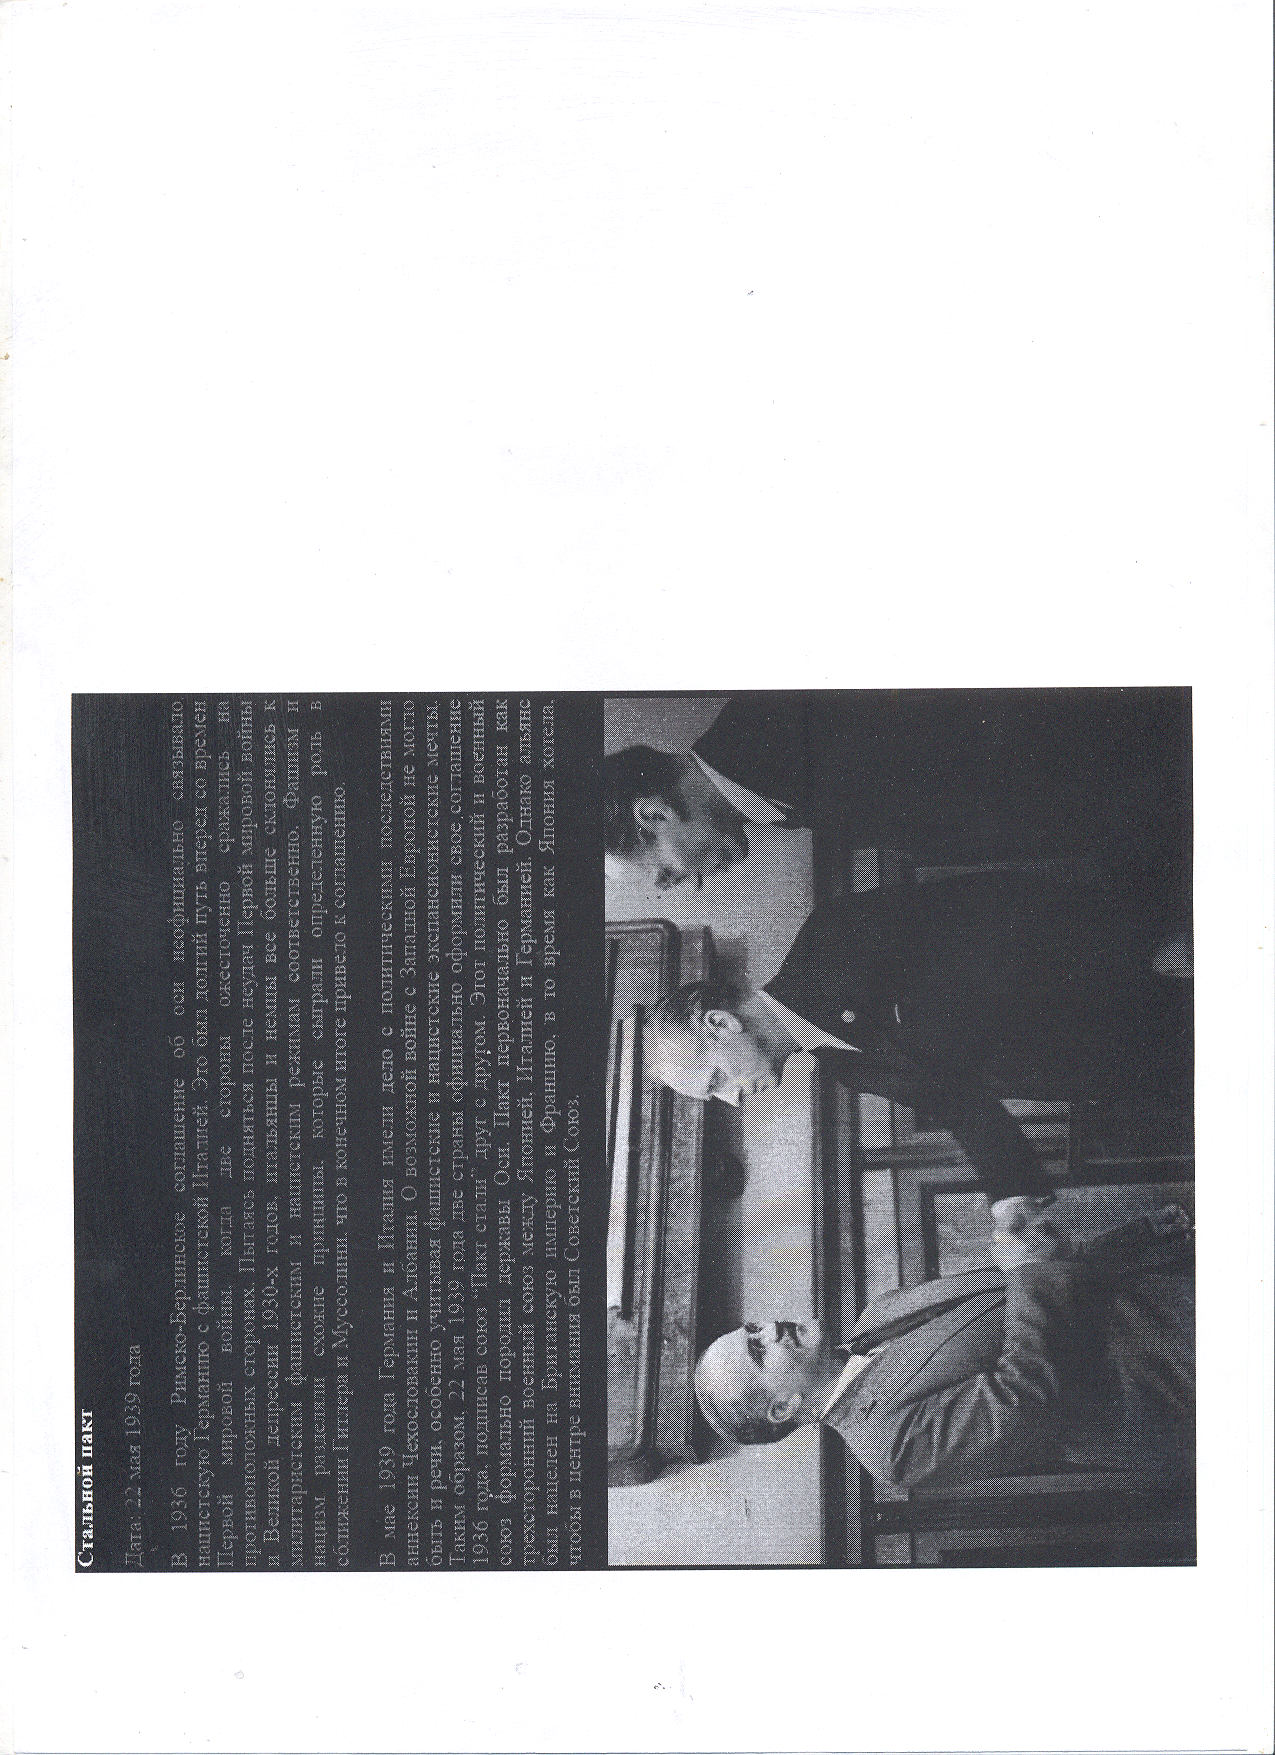 Стальной пакт
Дата: 22 мая 1939 года
В 1936 году Римско-Берлинское соглашение об оси неофициально связывало
нацистскую Германию с фашистской Италией. Это был долгий путь вперед со времен
Первой мировой войны, когда две стороны ожесточенно сражались на
противоположных сторонах. Пытаясь подняться после неудач Первой мировой войны
и Великой депрессии 1930-х годов, итальянцы и немцы все больше склонялись к
милитаристским фашистским и нацистским режимам соответственно. Фашизм и
нацизм разделяли схожие принципы, которые сыграли определенную роль в
сближении Гитлера и Муссолини, что в конечном итоге привело к соглашению.
В мае 1939 года Германия и Италия имели дело с политическими последствиями
аннексии Чехословакии и Албании. О возможной войне с Западной Европой не могло
быть и речи, особенно учитывая фашистские и нацистские экспансионистские мечты.
Таким образом, 22 мая 1939 года две страны официально оформили свое соглашение
1936 года, подписав союз "Пакт стали" друг с другом. Этот политический и военный
союз формально породил державы Оси. Пакт первоначально был разработан как
трехсторонний военный союз между Японией, Италией и Германией. Однако альянс
был нацелен на Британскую империю и Францию, в то время как Япония хотела,
чтобы в центре внимания был Советский Союз.